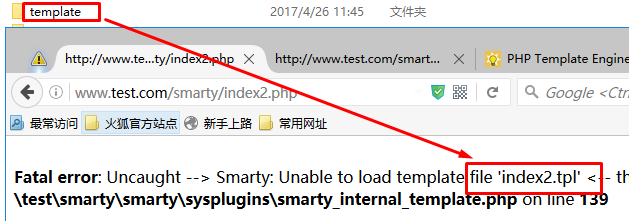 template 2017/4/26 11:45 文件夹
http://www.te...ty/index2.php http://www.test.com/smart... PHP Template Engine
www.test.com/smarty/index2.php Google <Ctrl
最常访问 火狐官方站点 新手上路 常用网址
Fatal error: Uncaught --> Smarty: Unable to load template file 'index2.tpl' <-- th
\test\smarty\smarty\sysplugins\smarty_internal_template.php on line 139